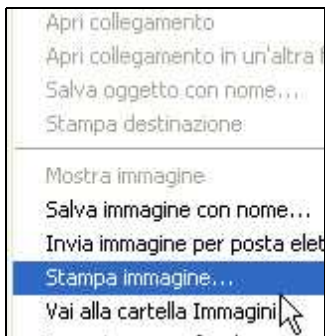 Apri collegamento
Apri collegamento in un'altra
Salva oggetto con nome...
Stampa destinazione
Mostra immagine
Salva immagine con nome...
Invia immagine per posta elet
Stampa immagine...
Vai alla cartella Immagini